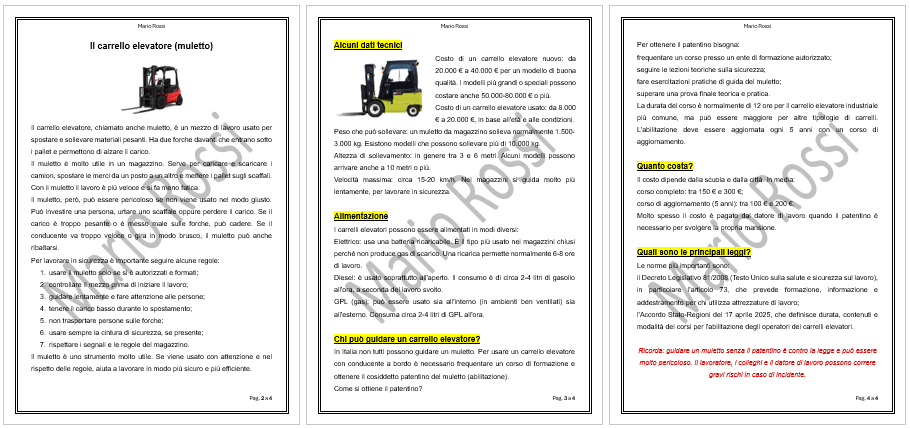 Mario Rossi
Il carrello elevatore (muletto)
Il carrello elevatore, chiamato anche muletto, è un mezzo di lavoro usato per
spostare e sollevare materiali pesanti. Ha due forche davanti che entrano sotto
i pallet e permettono di alzare il carico.
Il muletto è molto utile in un magazzino. Serve per caricare e scaricare i
camion, spostare le merci da un posto a un altro e mettere i pallet sugli scaffali.
Con il muletto il lavoro è più veloce e si fa meno fatica.
Il muletto, però, può essere pericoloso se non viene usato nel modo giusto.
Può investire una persona, urtare uno scaffale oppure perdere il carico. Se il
carico è troppo pesante o è messo male sulle forche, può cadere. Se il
conducente va troppo veloce o gira in modo brusco, il muletto può anche
ribaltarsi.
Per lavorare in sicurezza è importante seguire alcune regole:
1. usare il muletto solo se si è autorizzati e formati;
2. controllare il mezzo prima di iniziare il lavoro;
3. guidare lentamente e fare attenzione alle persone;
4. tenere il carico basso durante lo spostamento;
5. non trasportare persone sulle forche;
6. usare sempre la cintura di sicurezza, se presente;
7. rispettare i segnali e le regole del magazzino.
Il muletto è uno strumento molto utile. Se viene usato con attenzione e nel
rispetto delle regole, aiuta a lavorare in modo più sicuro e più efficiente.
Pag. 2 a 4
Mario Rossi
Mario Rossi
Alcuni dati tecnici
Costo di un carrello elevatore nuovo: da
20.000 € a 40.000 € per un modello di buona
qualità. I modelli più grandi o speciali possono
costare anche 50.000-80.000 € o più.
Costo di un carrello elevatore usato: da 8.000
€ a 20.000 €, in base all'età e alle condizioni.
Peso che può sollevare: un muletto da magazzino solleva normalmente 1.500-
3.000 kg. Esistono modelli che possono sollevare più di 10.000 kg.
Altezza di sollevamento: in genere tra 3 e 6 metri. Alcuni modelli possono
arrivare anche a 10 metri o più.
Velocità massima: circa 15-20 km/h. Nei magazzini si guida molto più
lentamente, per lavorare in sicurezza.
Alimentazione
I carrelli elevatori possono essere alimentati in modi diversi:
Elettrico: usa una batteria ricaricabile. È il tipo più usato nei magazzini chiusi
perché non produce gas di scarico. Una ricarica permette normalmente 6-8 ore
di lavoro.
Diesel: è usato soprattutto all'aperto. Il consumo è di circa 2-4 litri di gasolio
all'ora, a seconda del lavoro svolto.
GPL (gas): può essere usato sia all'interno (in ambienti ben ventilati) sia
all'esterno. Consuma circa 2-4 litri di GPL all'ora.
Chi può guidare un carrello elevatore?
In Italia non tutti possono guidare un muletto. Per usare un carrello elevatore
con conducente a bordo è necessario frequentare un corso di formazione e
ottenere il cosiddetto patentino del muletto (abilitazione).
Come si ottiene il patentino?
Pag. 3 a 4
Mario Rossi
Mario Rossi
Per ottenere il patentino bisogna:
frequentare un corso presso un ente di formazione autorizzato;
seguire le lezioni teoriche sulla sicurezza;
fare esercitazioni pratiche di guida del muletto;
superare una prova finale teorica e pratica.
La durata del corso è normalmente di 12 ore per il carrello elevatore industriale
più comune, ma può essere maggiore per altre tipologie di carrelli.
L'abilitazione deve essere aggiornata ogni 5 anni con un corso di
aggiornamento.
Quanto costa?
Il costo dipende dalla scuola e dalla città. In media:
corso completo: tra 150 € e 300 €;
corso di aggiornamento (5 anni): tra 100 € e 200 €.
Molto spesso il costo è pagato dal datore di lavoro quando il patentino è
necessario per svolgere la propria mansione.
Quali sono le principali leggi?
Le norme più importanti sono:
il Decreto Legislativo 81/2008 (Testo Unico sulla salute e sicurezza sul lavoro),
in particolare l'articolo 73, che prevede formazione, informazione e
addestramento per chi utilizza attrezzature di lavoro;
l'Accordo Stato-Regioni del 17 aprile 2025, che definisce durata, contenuti e
modalità dei corsi per l'abilitazione degli operatori dei carrelli elevatori.
Ricorda: guidare un muletto senza il patentino è contro la legge e può essere
molto pericoloso. Il lavoratore, i colleghi e il datore di lavoro possono correre
gravi rischi in caso di incidente.
Pag. 4 a 4
Mario Rossi